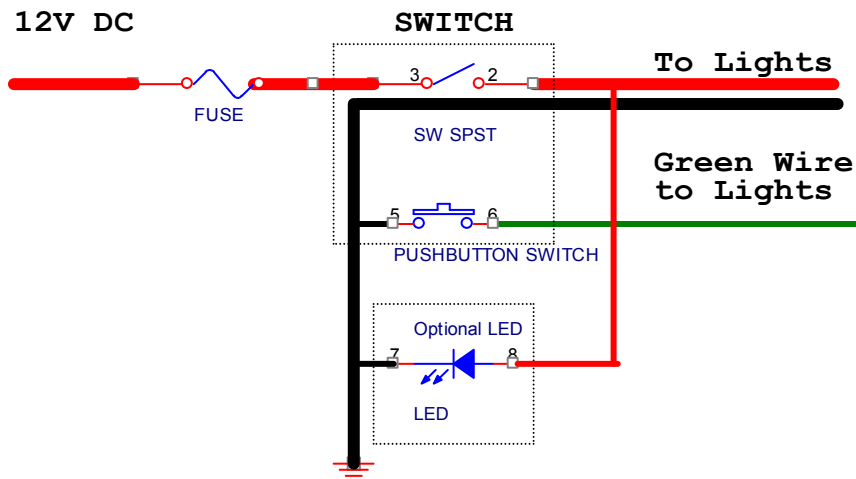 12V DC
SWITCH
To Lights
3
2
FUSE
SW SPST
Green Wire
to Lights
5
6
PUSHBUTTON SWITCH
Optional LED
7
8
LED